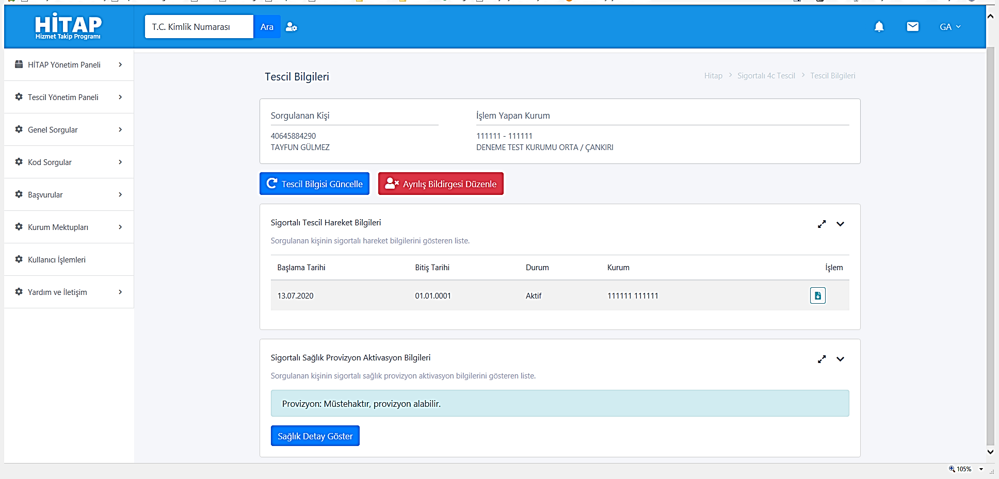 HİTAP
Hizmet Takip Programı
T.C. Kimlik Numarası
Ara
GA
HİTAP Yönetim Paneli
Tescil Yönetim Paneli
Genel Sorgular
Kod Sorgular
Başvurular
Kurum Mektupları
Kullanıcı İşlemleri
Yardım ve İletişim
Tescil Bilgileri
Hitap > Sigortalı 4c Tescil > Tescil Bilgileri
Sorgulanan Kişi
40645884290
TAYFUN GÜLMEZ
İşlem Yapan Kurum
111111 - 111111
DENEME TEST KURUMU ORTA / ÇANKIRI
Tescil Bilgisi Güncelle
Ayrılış Bildirgesi Düzenle
Sigortalı Tescil Hareket Bilgileri
Sorgulanan kişinin sigortalı hareket bilgilerini gösteren liste.
Başlama Tarihi Bitiş Tarihi Durum Kurum İşlem
13.07.2020 01.01.0001 Aktif 111111 111111
Sigortalı Sağlık Provizyon Aktivasyon Bilgileri
Sorgulanan kişinin sigortalı sağlık provizyon aktivasyon bilgilerini gösteren liste.
Provizyon: Müstehaktır, provizyon alabilir.
Sağlık Detay Göster
105%